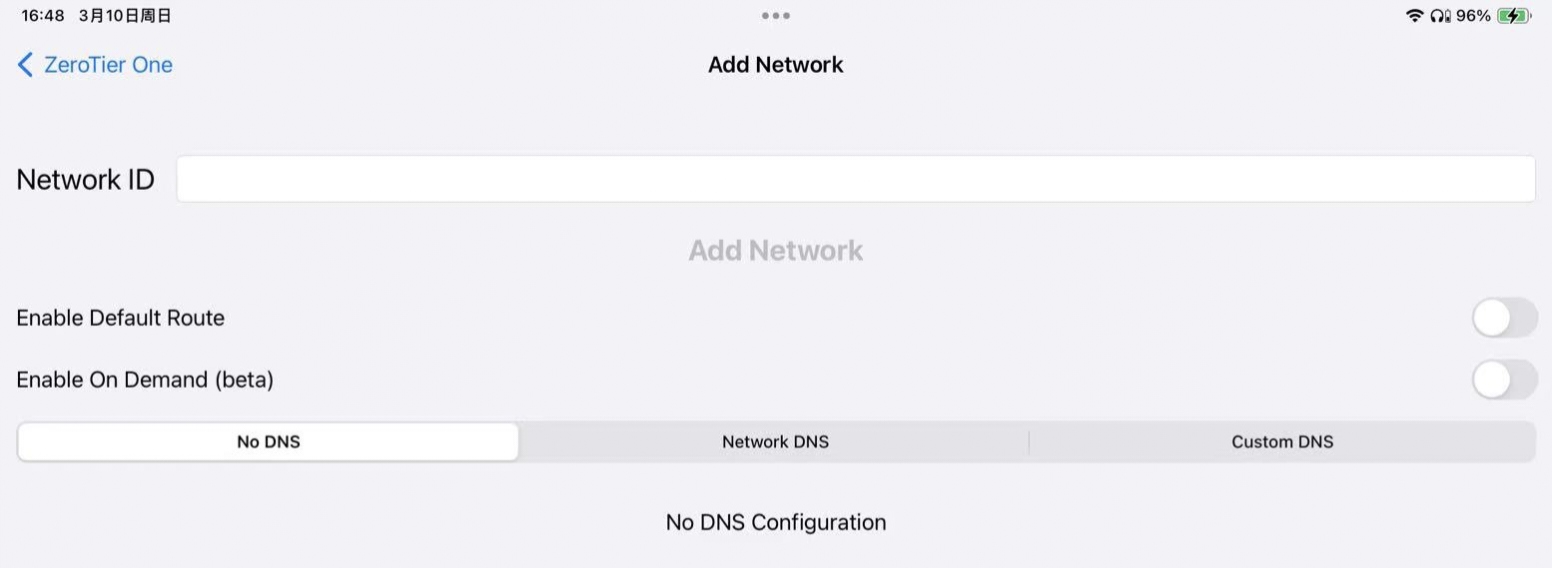 16:48 3月10日周日
96%
ZeroTier One
Add Network
Network ID
Add Network
Enable Default Route
Enable On Demand (beta)
No DNS Network DNS Custom DNS
No DNS Configuration